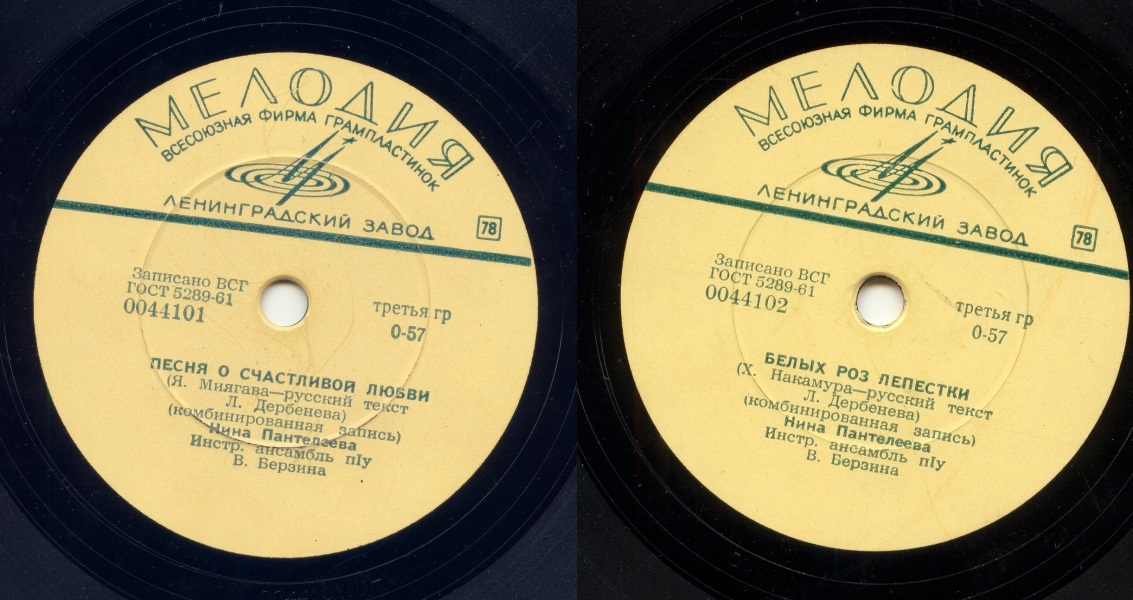 МЕЛОДИЯ
ВСЕСОЮЗНАЯ ФИРМА ГРАМПЛАСТИНОК
ЛЕНИНГРАДСКИЙ ЗАВОД
78
Записано ВСГ
ГОСТ 5289-61
0044101
третья гр
0-57
ПЕСНЯ О СЧАСТЛИВОЙ ЛЮБВИ
(Я. Миягава—русский текст
Л. Дербенева)
(комбинированная запись)
Нина Пантелеева
Инстр. ансамбль п/у
В. Берзина
МЕЛОДИЯ
ВСЕСОЮЗНАЯ ФИРМА ГРАМПЛАСТИНОК
ЛЕНИНГРАДСКИЙ ЗАВОД
78
Записано ВСГ
ГОСТ 5289-61
0044102
третья гр
0-57
БЕЛЫХ РОЗ ЛЕПЕСТКИ
(Х. Накамура—русский текст
Л. Дербенева)
(комбинированная запись)
Нина Пантелеева
Инстр. ансамбль п/у
В. Берзина